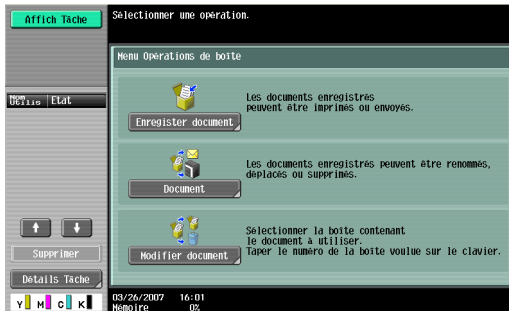 Affich Tâche
Sélectionner une opération.
Menu Opérations de boîte
Nom
Utilis
Etat
Les documents enregistrés
peuvent être imprimés ou envoyés.
Enregister document
Les documents enregistrés peuvent être renommés,
déplacés ou supprimés.
Document
Sélectionner la boîte contenant
le document à utiliser.
Taper le numéro de la boîte voulue sur le clavier.
Modifier document
Supprimer
Détails Tâche
Y M C K
03/26/2007 16:01
Mémoire 0%